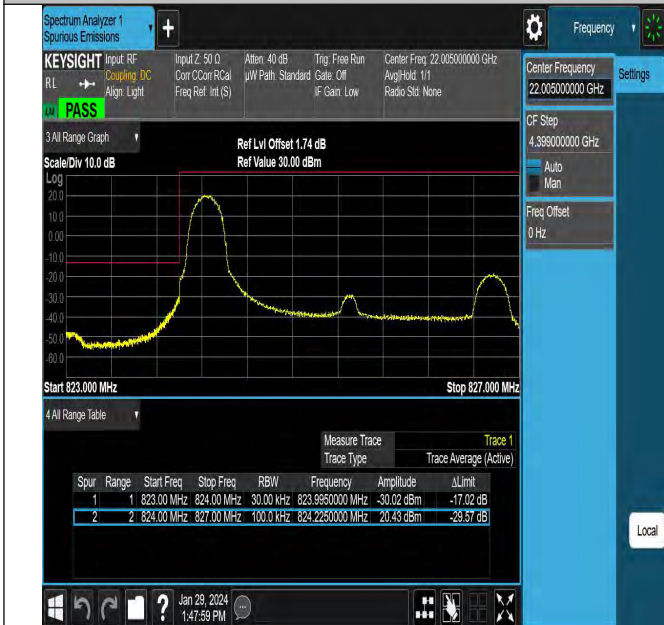 Spectrum Analyzer 1
Spurious Emissions
Frequency
KEYSIGHT Input: RF Input Z: 50 Ω Atten: 40 dB Trig: Free Run Center Freq: 22.005000000 GHz
RL Coupling: DC Corr CCorr RCal µW Path: Standard Gate: Off Avg|Hold: 1/1
Align: Light Freq Ref: Int (S) IF Gain: Low Radio Std: None
PASS
Center Frequency
22.005000000 GHz
Settings
CF Step
4.399000000 GHz
Auto
Man
Freq Offset
0 Hz
3 All Range Graph
Ref Lvl Offset 1.74 dB
Scale/Div 10.0 dB Ref Value 30.00 dBm
Log
20.0
10.0
0.00
-10.0
-20.0
-30.0
-40.0
-50.0
-60.0
Start 823.000 MHz Stop 827.000 MHz
4 All Range Table
Measure Trace Trace 1
Trace Type Trace Average (Active)
Spur Range Start Freq Stop Freq RBW Frequency Amplitude ΔLimit
1 1 823.00 MHz 824.00 MHz 30.00 kHz 823.9950000 MHz -30.02 dBm -17.02 dB
2 2 824.00 MHz 827.00 MHz 100.0 kHz 824.2250000 MHz 20.43 dBm -29.57 dB
Local
? Jan 29, 2024
1:47:59 PM